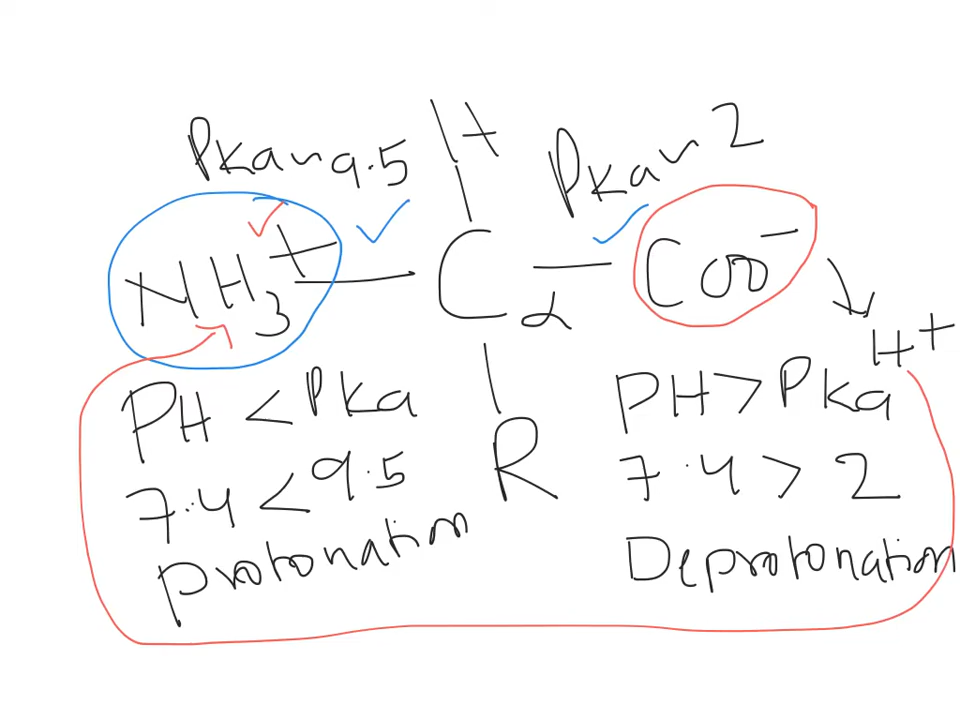 H
Pka~9.5 Pka~2
NH3+ — Cα — COO-
H+
PH < Pka
PH > Pka
R
7.4 < 9.5
7.4 > 2
protonation
Deprotonation